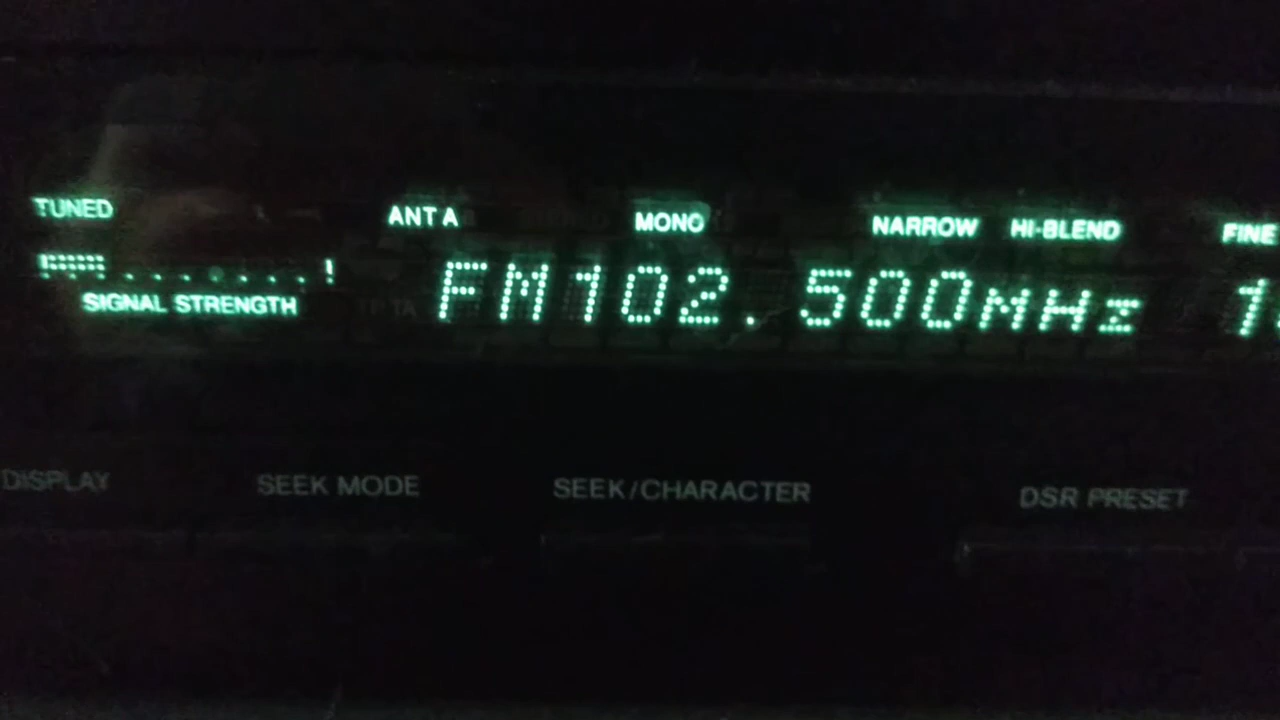 TUNED ANT A MONO NARROW HI-BLEND FINE
FM102.500MHz
SIGNAL STRENGTH
DISPLAY SEEK MODE SEEK/CHARACTER DSR PRESET